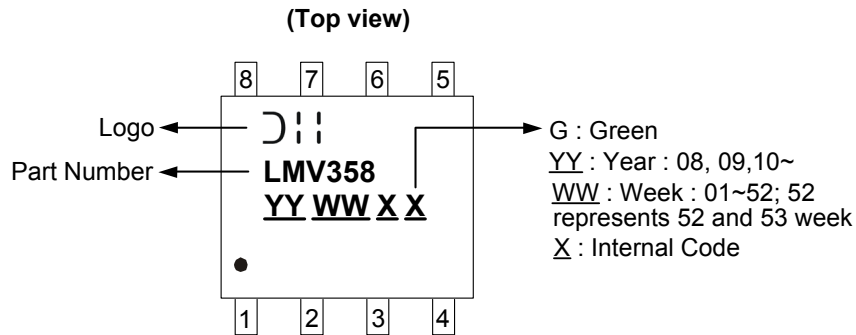 (Top view)
8 7 6 5
Logo
Part Number
LMV358
YY WW X X
G : Green
YY : Year : 08, 09,10~
WW : Week : 01~52; 52
represents 52 and 53 week
X : Internal Code
1 2 3 4